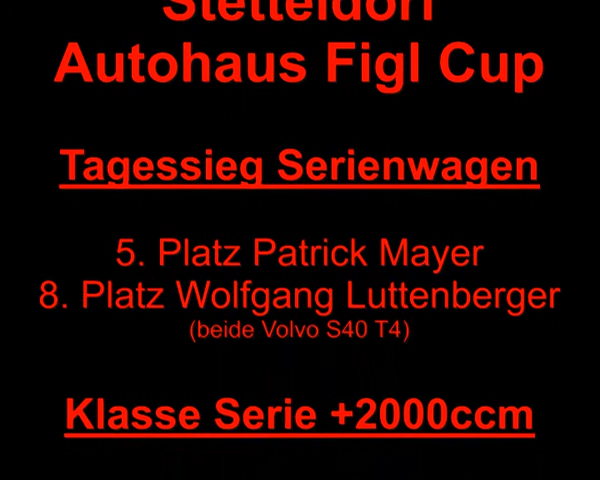 Stetteldorf
Autohaus Figl Cup
Tagessieg Serienwagen
5. Platz Patrick Mayer
8. Platz Wolfgang Luttenberger
(beide Volvo S40 T4)
Klasse Serie +2000ccm